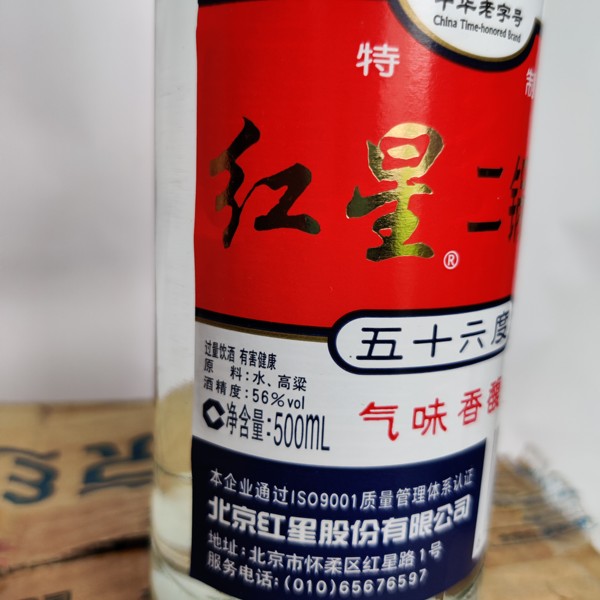 中华老字号
China Time-honored Brand
特 制
红星 二锅
®
五十六度
气味香
过量饮酒 有害健康
原 料:水、高粱
酒精度:56%vol
净含量:500mL
本企业通过ISO9001质量管理体系认证
北京红星股份有限公司
地址:北京市怀柔区红星路1号
服务电话:(010)65676597